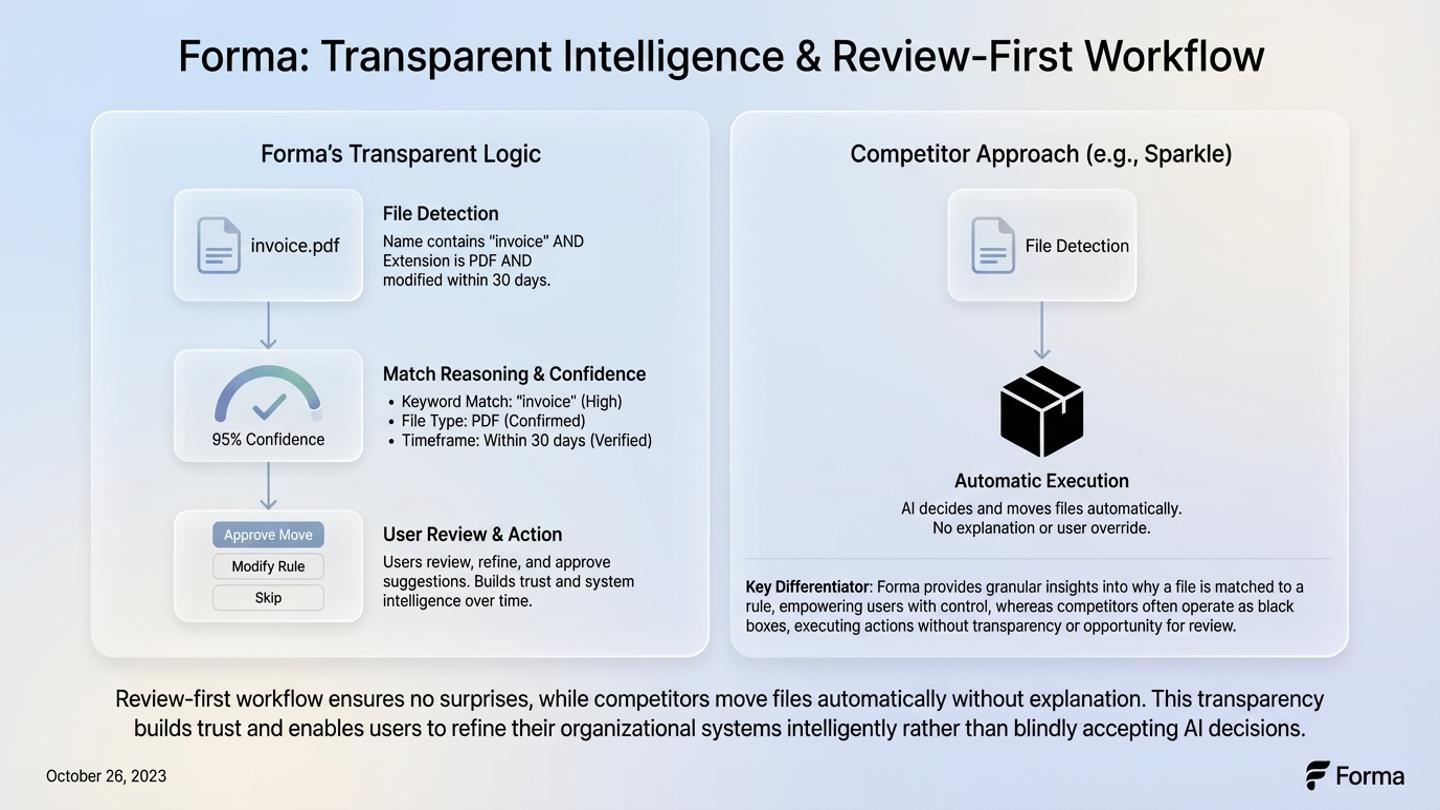 Forma: Transparent Intelligence & Review-First Workflow
Forma's Transparent Logic
invoice.pdf
File Detection
Name contains "invoice" AND
Extension is PDF AND
modified within 30 days.
95% Confidence
Match Reasoning & Confidence
• Keyword Match: "invoice" (High)
• File Type: PDF (Confirmed)
• Timeframe: Within 30 days (Verified)
Approve Move
Modify Rule
Skip
User Review & Action
Users review, refine, and approve
suggestions. Builds trust and system
intelligence over time.
Competitor Approach (e.g., Sparkle)
File Detection
Automatic Execution
AI decides and moves files automatically.
No explanation or user override.
Key Differentiator: Forma provides granular insights into why a file is matched to a
rule, empowering users with control, whereas competitors often operate as black
boxes, executing actions without transparency or opportunity for review.
Review-first workflow ensures no surprises, while competitors move files automatically without explanation. This transparency
builds trust and enables users to refine their organizational systems intelligently rather than blindly accepting AI decisions.
October 26, 2023
Forma